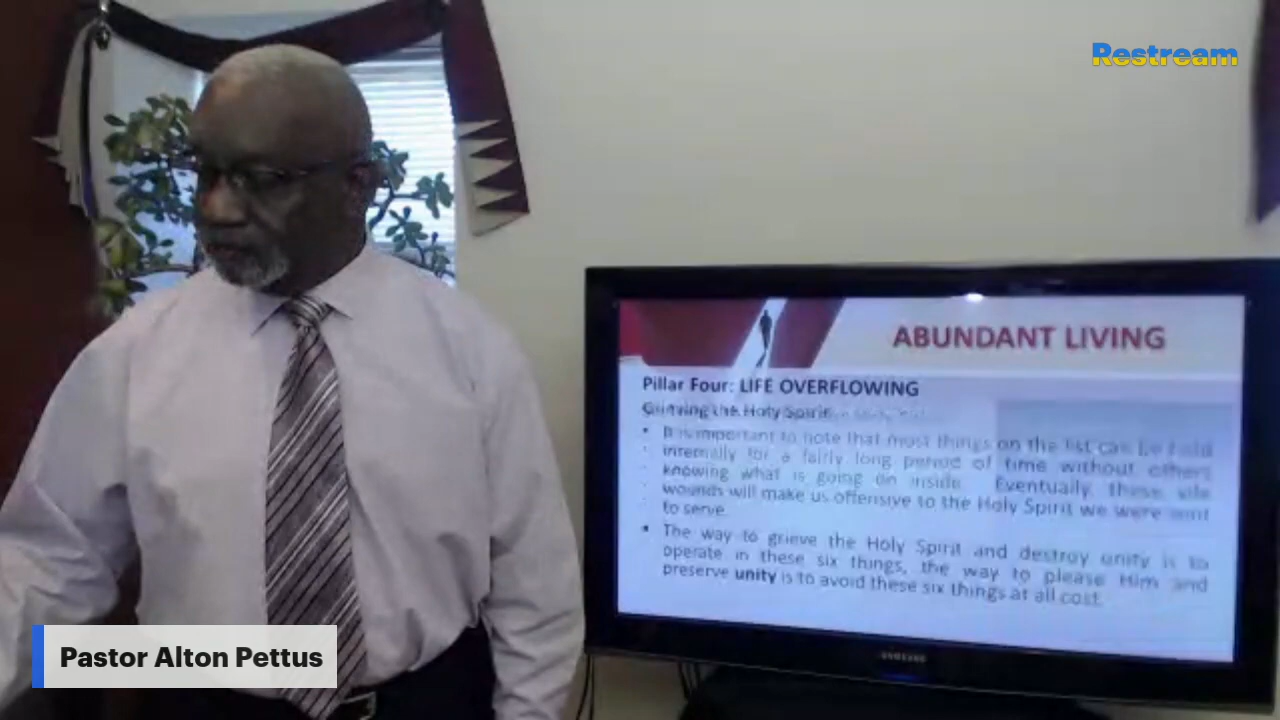 Restream
ABUNDANT LIVING
Pillar Four: LIFE OVERFLOWING
Grieving the Holy Spirit
• It is important to note that most things on the list can be held
internally for a fairly long period of time without others
knowing what is going on inside. Eventually, these vile
wounds will make us offensive to the Holy Spirit we were sent
to serve.
• The way to grieve the Holy Spirit and destroy unity is to
operate in these six things, the way to please Him and
preserve unity is to avoid these six things at all cost.
SAMSUNG
Pastor Alton Pettus